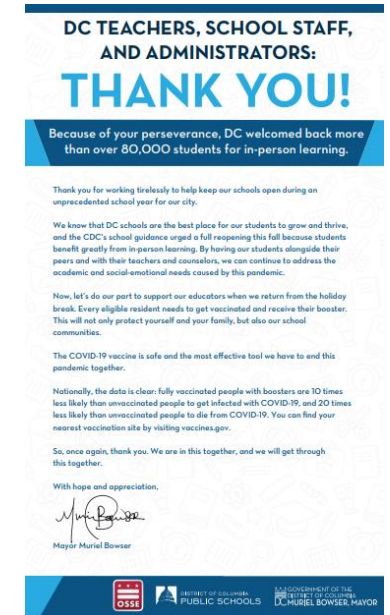 DC TEACHERS, SCHOOL STAFF,
AND ADMINISTRATORS:
THANK YOU!
Because of your perseverance, DC welcomed back more
than over 80,000 students for in-person learning.
Thank you for working tirelessly to help keep our schools open during an
unprecedented school year for our city.
We know that DC schools are the best place for our students to grow and thrive,
and the CDC's school guidance urged a full reopening this fall because students
benefit greatly from in-person learning. By having our students alongside their
peers and with their teachers and counselors, we can continue to address the
academic and social-emotional needs caused by this pandemic.
Now, let's do our part to support our educators when we return from the holiday
break. Every eligible resident needs to get vaccinated and receive their booster.
This will not only protect yourself and your family, but also our school
communities.
The COVID-19 vaccine is safe and the most effective tool we have to end this
pandemic together.
Nationally, the data is clear: fully vaccinated people with boosters are 10 times
less likely than unvaccinated people to get infected with COVID-19, and 20 times
less likely than unvaccinated people to die from COVID-19. You can find your
nearest vaccination site by visiting vaccines.gov.
So, once again, thank you. We are in this together, and we will get through
this together.
With hope and appreciation,
Muriel Bowser
Mayor Muriel Bowser
OSSE
DISTRICT OF COLUMBIA
PUBLIC SCHOOLS
GOVERNMENT OF THE
DISTRICT OF COLUMBIA
DC MURIEL BOWSER, MAYOR